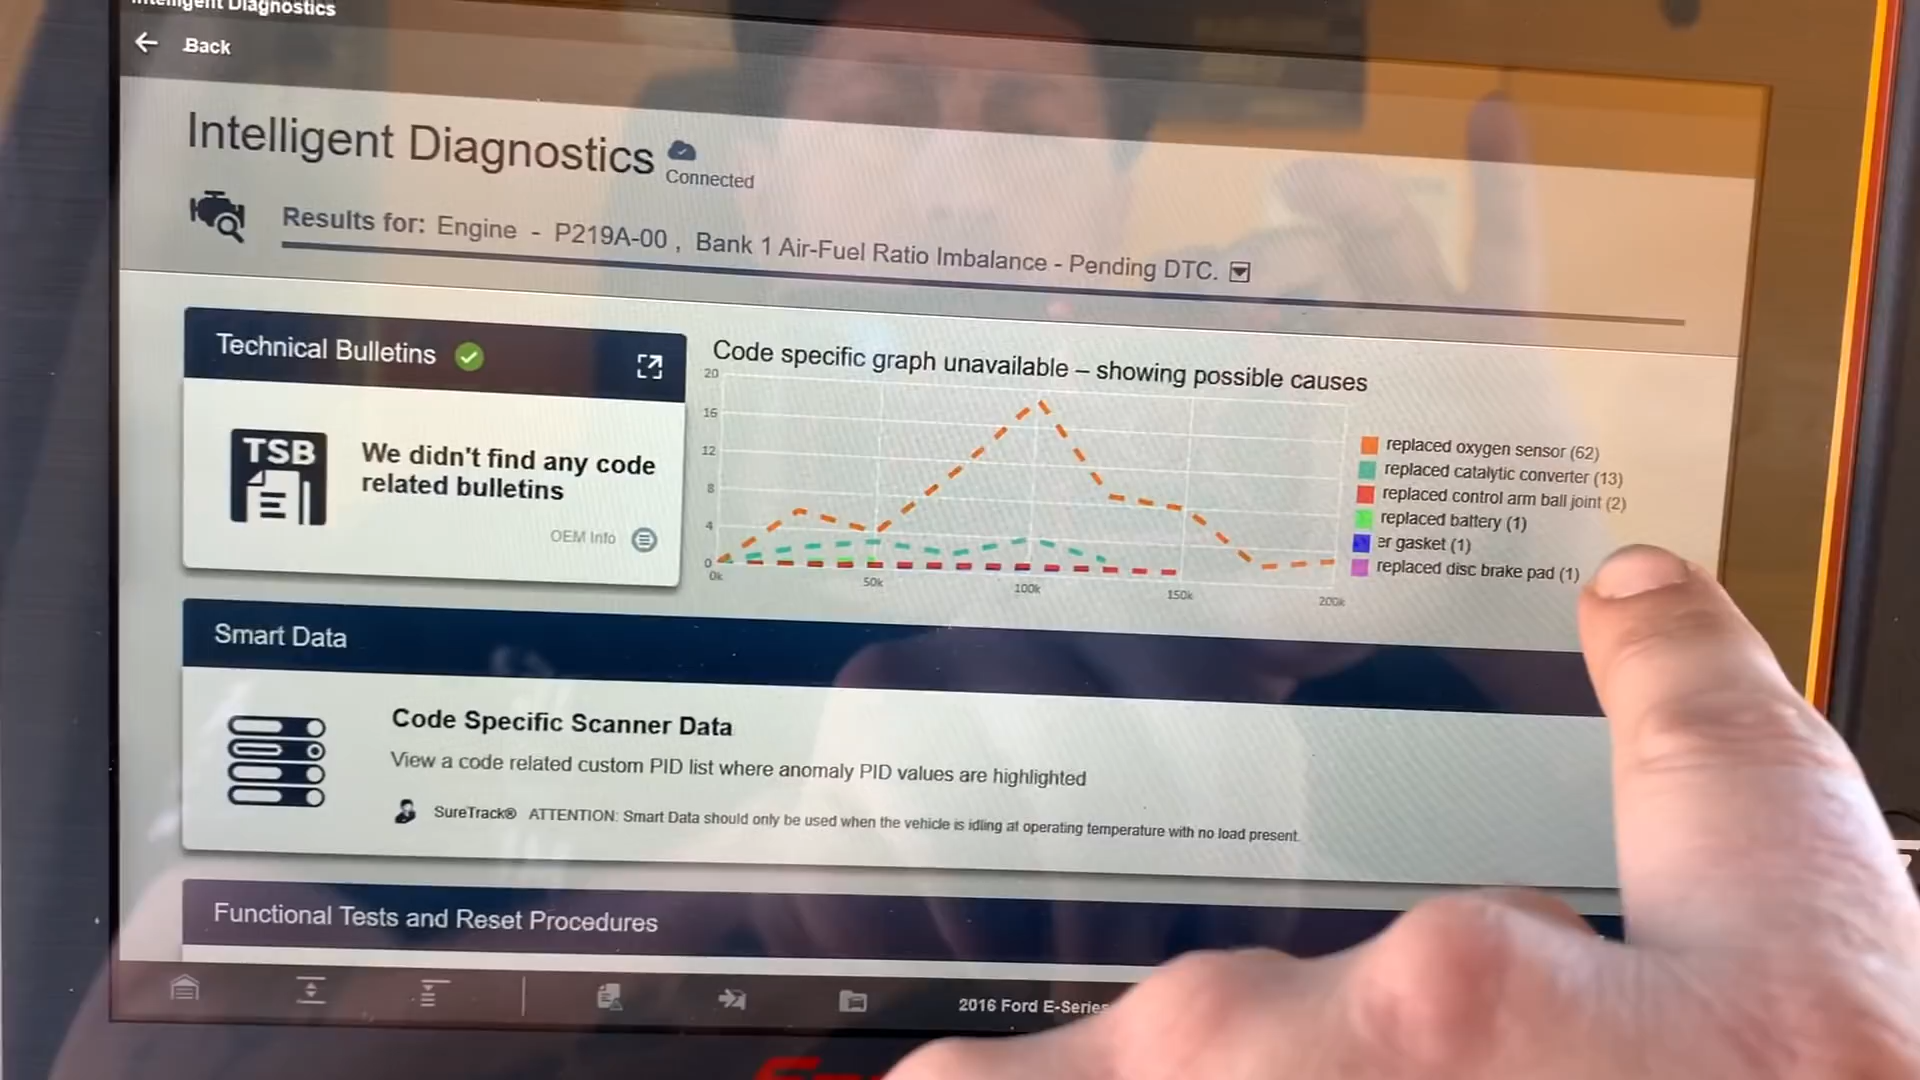 Intelligent Diagnostics
Back
Intelligent Diagnostics
Connected
Results for: Engine - P219A-00 , Bank 1 Air-Fuel Ratio Imbalance - Pending DTC.
Technical Bulletins
TSB
We didn't find any code
related bulletins
OEM Info
Code specific graph unavailable – showing possible causes
20
16
12
8
4
0
0k
50k
100k
150k
200k
replaced oxygen sensor (62)
replaced catalytic converter (13)
replaced control arm ball joint (2)
replaced battery (1)
er gasket (1)
replaced disc brake pad (1)
Smart Data
Code Specific Scanner Data
View a code related custom PID list where anomaly PID values are highlighted
SureTrack® ATTENTION: Smart Data should only be used when the vehicle is idling at operating temperature with no load present.
Functional Tests and Reset Procedures
2016 Ford E-Series